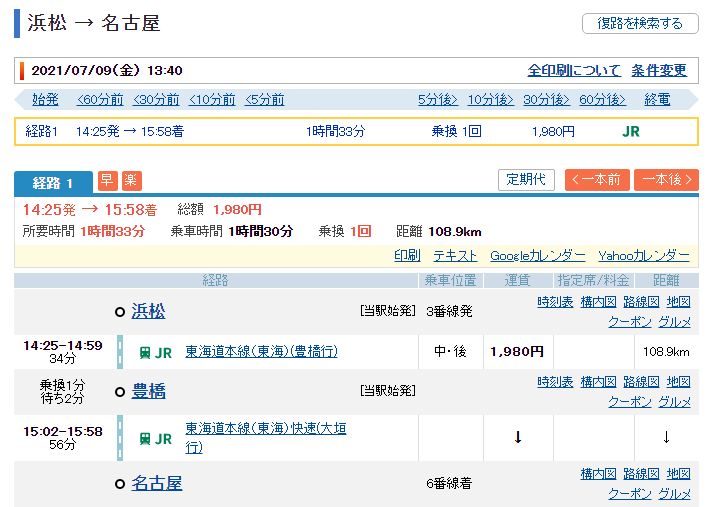 浜松 → 名古屋
復路を検索する
2021/07/09(金) 13:40
全印刷について 条件変更
始発 <60分前 <30分前 <10分前 <5分前 5分後> 10分後> 30分後> 60分後> 終電
経路1 14:25発 → 15:58着 1時間33分 乗換 1回 1,980円 JR
経路 1 早 楽 定期代 <一本前 一本後>
14:25発 → 15:58着 総額 1,980円
所要時間 1時間33分 乗車時間 1時間30分 乗換 1回 距離 108.9km
印刷 テキスト Googleカレンダー Yahooカレンダー
経路 乗車位置 運賃 指定席/料金 距離
浜松 [当駅始発] 3番線発 時刻表 構内図 路線図 地図
クーポン グルメ
14:25-14:59
34分
JR 東海道本線(東海)(豊橋行) 中・後 1,980円 108.9km
乗換1分
待ち2分
豊橋 [当駅始発] 時刻表 構内図 路線図 地図
クーポン グルメ
15:02-15:58
56分
JR 東海道本線(東海)快速(大垣
行) ↓ ↓
名古屋 6番線着 構内図 路線図 地図
クーポン グルメ